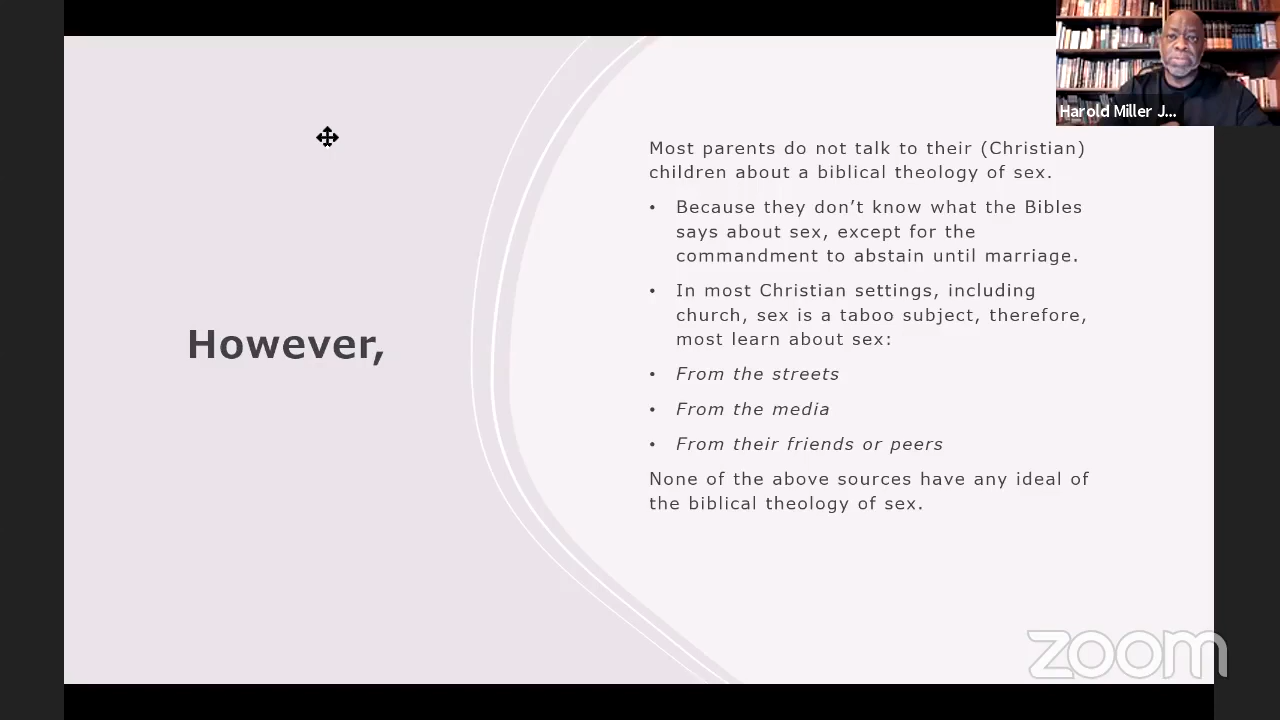 Harold Miller J...
However,
Most parents do not talk to their (Christian)
children about a biblical theology of sex.
• Because they don’t know what the Bibles
says about sex, except for the
commandment to abstain until marriage.
• In most Christian settings, including
church, sex is a taboo subject, therefore,
most learn about sex:
• From the streets
• From the media
• From their friends or peers
None of the above sources have any ideal of
the biblical theology of sex.
zoom